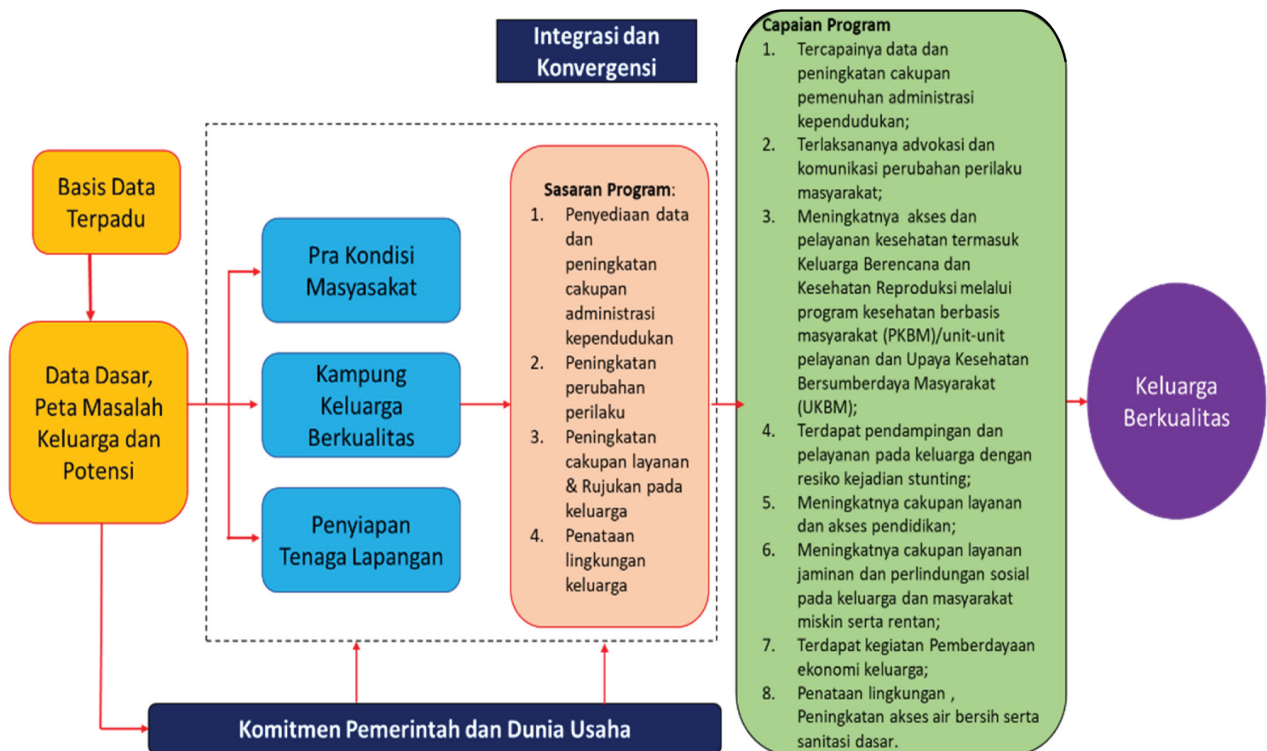 Integrasi dan
Konvergensi
Basis Data
Terpadu
Data Dasar,
Peta Masalah
Keluarga dan
Potensi
Pra Kondisi
Masyasakat
Kampung
Keluarga
Berkualitas
Penyiapan
Tenaga Lapangan
Sasaran Program:
1. Penyediaan data
dan
peningkatan
cakupan
administrasi
kependudukan
2. Peningkatan
perubahan
perilaku
3. Peningkatan
cakupan layanan
& Rujukan pada
keluarga
4. Penataan
lingkungan
keluarga
Komitmen Pemerintah dan Dunia Usaha
Capaian Program
1. Tercapainya data dan
peningkatan cakupan
pemenuhan administrasi
kependudukan;
2. Terlaksananya advokasi dan
komunikasi perubahan perilaku
masyarakat;
3. Meningkatnya akses dan
pelayanan kesehatan termasuk
Keluarga Berencana dan
Kesehatan Reproduksi melalui
program kesehatan berbasis
masyarakat (PKBM)/unit-unit
pelayanan dan Upaya Kesehatan
Bersumberdaya Masyarakat
(UKBM);
4. Terdapat pendampingan dan
pelayanan pada keluarga dengan
resiko kejadian stunting;
5. Meningkatnya cakupan layanan
dan akses pendidikan;
6. Meningkatnya cakupan layanan
jaminan dan perlindungan sosial
pada keluarga dan masyarakat
miskin serta rentan;
7. Terdapat kegiatan Pemberdayaan
ekonomi keluarga;
8. Penataan lingkungan ,
Peningkatan akses air bersih serta
sanitasi dasar.
Keluarga
Berkualitas